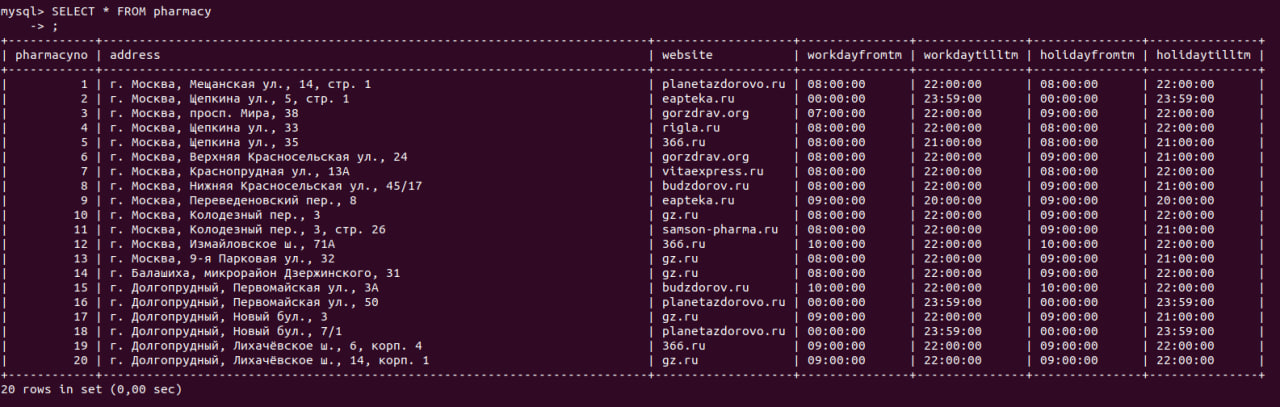 mysql> SELECT * FROM pharmacy
    -> ;
+------------+----------------------------------------------------------------------------+--------------------+---------------+---------------+---------------+---------------+
| pharmacyno | address | website | workdayfromtm | workdaytilltm | holidayfromtm | holidaytilltm |
+------------+----------------------------------------------------------------------------+--------------------+---------------+---------------+---------------+---------------+
| 1 | г. Москва, Мещанская ул., 14, стр. 1 | planetazdorovo.ru | 08:00:00 | 22:00:00 | 08:00:00 | 22:00:00 |
| 2 | г. Москва, Щепкина ул., 5, стр. 1 | eapteka.ru | 00:00:00 | 23:59:00 | 00:00:00 | 23:59:00 |
| 3 | г. Москва, просп. Мира, 38 | gorzdrav.org | 07:00:00 | 22:00:00 | 09:00:00 | 22:00:00 |
| 4 | г. Москва, Щепкина ул., 33 | rigla.ru | 08:00:00 | 22:00:00 | 08:00:00 | 22:00:00 |
| 5 | г. Москва, Щепкина ул., 35 | 366.ru | 08:00:00 | 21:00:00 | 08:00:00 | 21:00:00 |
| 6 | г. Москва, Верхняя Красносельская ул., 24 | gorzdrav.org | 08:00:00 | 22:00:00 | 09:00:00 | 21:00:00 |
| 7 | г. Москва, Краснопрудная ул., 13А | vitaexpress.ru | 08:00:00 | 22:00:00 | 08:00:00 | 22:00:00 |
| 8 | г. Москва, Нижняя Красносельская ул., 45/17 | budzdorov.ru | 08:00:00 | 22:00:00 | 09:00:00 | 21:00:00 |
| 9 | г. Москва, Переведеновский пер., 8 | eapteka.ru | 09:00:00 | 20:00:00 | 09:00:00 | 20:00:00 |
| 10 | г. Москва, Колодезный пер., 3 | gz.ru | 08:00:00 | 22:00:00 | 09:00:00 | 22:00:00 |
| 11 | г. Москва, Колодезный пер., 3, стр. 26 | samson-pharma.ru | 08:00:00 | 22:00:00 | 09:00:00 | 21:00:00 |
| 12 | г. Москва, Измайловское ш., 71А | 366.ru | 10:00:00 | 22:00:00 | 10:00:00 | 22:00:00 |
| 13 | г. Москва, 9-я Парковая ул., 32 | gz.ru | 08:00:00 | 22:00:00 | 09:00:00 | 21:00:00 |
| 14 | г. Балашиха, микрорайон Дзержинского, 31 | gz.ru | 08:00:00 | 22:00:00 | 09:00:00 | 22:00:00 |
| 15 | г. Долгопрудный, Первомайская ул., 3А | budzdorov.ru | 10:00:00 | 22:00:00 | 10:00:00 | 22:00:00 |
| 16 | г. Долгопрудный, Первомайская ул., 50 | planetazdorovo.ru | 00:00:00 | 23:59:00 | 00:00:00 | 23:59:00 |
| 17 | г. Долгопрудный, Новый бул., 3 | gz.ru | 09:00:00 | 22:00:00 | 09:00:00 | 21:00:00 |
| 18 | г. Долгопрудный, Новый бул., 7/1 | planetazdorovo.ru | 00:00:00 | 23:59:00 | 00:00:00 | 23:59:00 |
| 19 | г. Долгопрудный, Лихачёвское ш., 6, корп. 4 | 366.ru | 09:00:00 | 22:00:00 | 09:00:00 | 22:00:00 |
| 20 | г. Долгопрудный, Лихачёвское ш., 14, корп. 1 | gz.ru | 09:00:00 | 22:00:00 | 09:00:00 | 22:00:00 |
+------------+----------------------------------------------------------------------------+--------------------+---------------+---------------+---------------+---------------+
20 rows in set (0,00 sec)